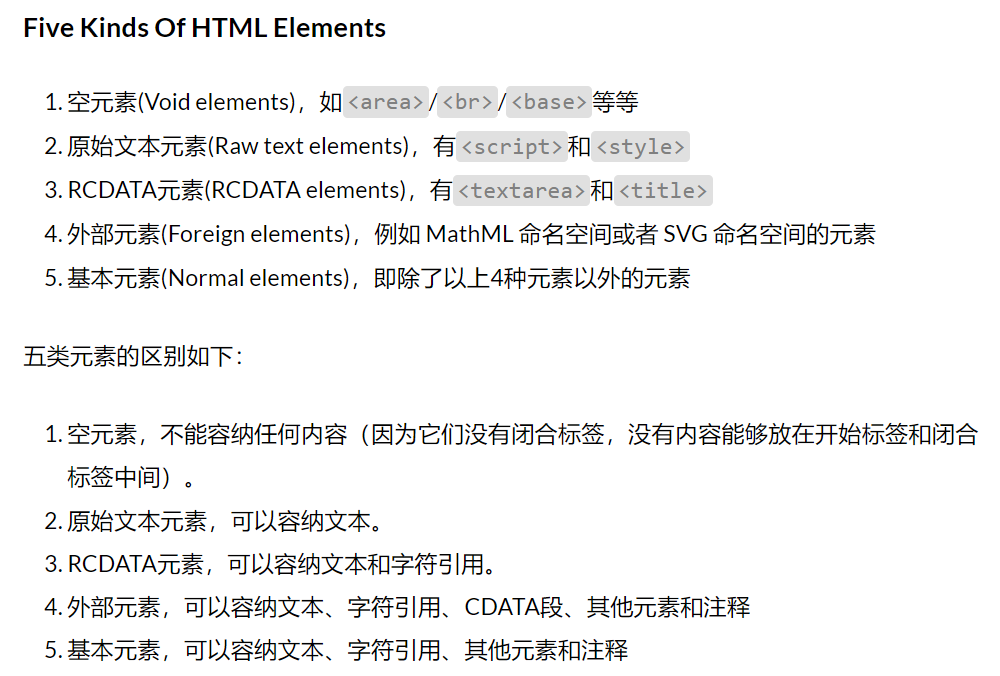 Five Kinds Of HTML Elements
1. 空元素(Void elements)，如<area>/<br>/<base>等等
2. 原始文本元素(Raw text elements)，有<script>和<style>
3. RCDATA元素(RCDATA elements)，有<textarea>和<title>
4. 外部元素(Foreign elements)，例如 MathML 命名空间或者 SVG 命名空间的元素
5. 基本元素(Normal elements)，即除了以上4种元素以外的元素
五类元素的区别如下：
1. 空元素，不能容纳任何内容（因为它们没有闭合标签，没有内容能够放在开始标签和闭合
标签中间）。
2. 原始文本元素，可以容纳文本。
3. RCDATA元素，可以容纳文本和字符引用。
4. 外部元素，可以容纳文本、字符引用、CDATA段、其他元素和注释
5. 基本元素，可以容纳文本、字符引用、其他元素和注释